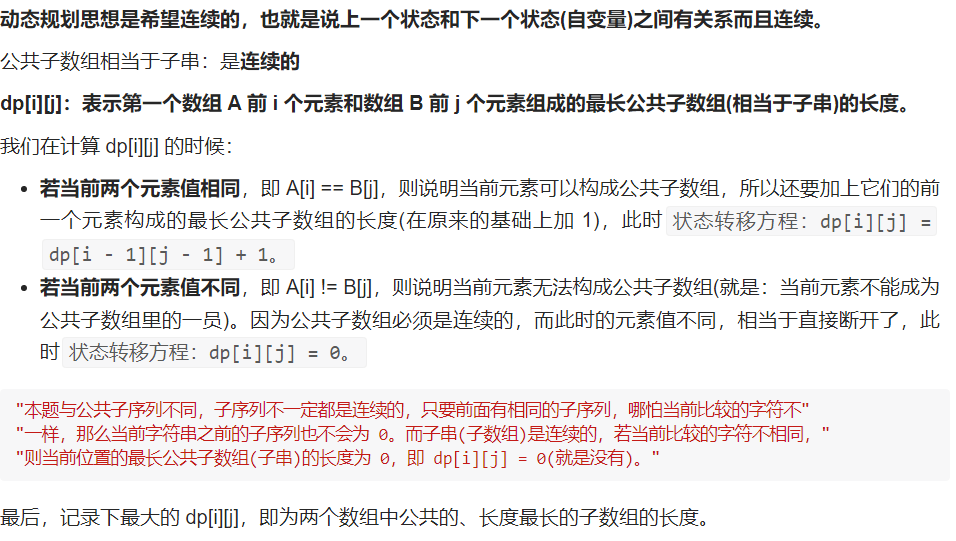 动态规划思想是希望连续的，也就是说上一个状态和下一个状态(自变量)之间有关系而且连续。
公共子数组相当于子串：是连续的
dp[i][j]：表示第一个数组 A 前 i 个元素和数组 B 前 j 个元素组成的最长公共子数组(相当于子串)的长度。
我们在计算 dp[i][j] 的时候：
• 若当前两个元素值相同，即 A[i] == B[j]，则说明当前元素可以构成公共子数组，所以还要加上它们的前
一个元素构成的最长公共子数组的长度(在原来的基础上加 1)，此时 状态转移方程：dp[i][j] =
dp[i - 1][j - 1] + 1。
• 若当前两个元素值不同，即 A[i] != B[j]，则说明当前元素无法构成公共子数组(就是：当前元素不能成为
公共子数组里的一员)。因为公共子数组必须是连续的，而此时的元素值不同，相当于直接断开了，此
时 状态转移方程：dp[i][j] = 0。
"本题与公共子序列不同，子序列不一定都是连续的，只要前面有相同的子序列，哪怕当前比较的字符不"
"一样，那么当前字符串之前的子序列也不会为 0。而子串(子数组)是连续的，若当前比较的字符不相同，"
"则当前位置的最长公共子数组(子串)的长度为 0，即 dp[i][j] = 0(就是没有)。"
最后，记录下最大的 dp[i][j]，即为两个数组中公共的、长度最长的子数组的长度。